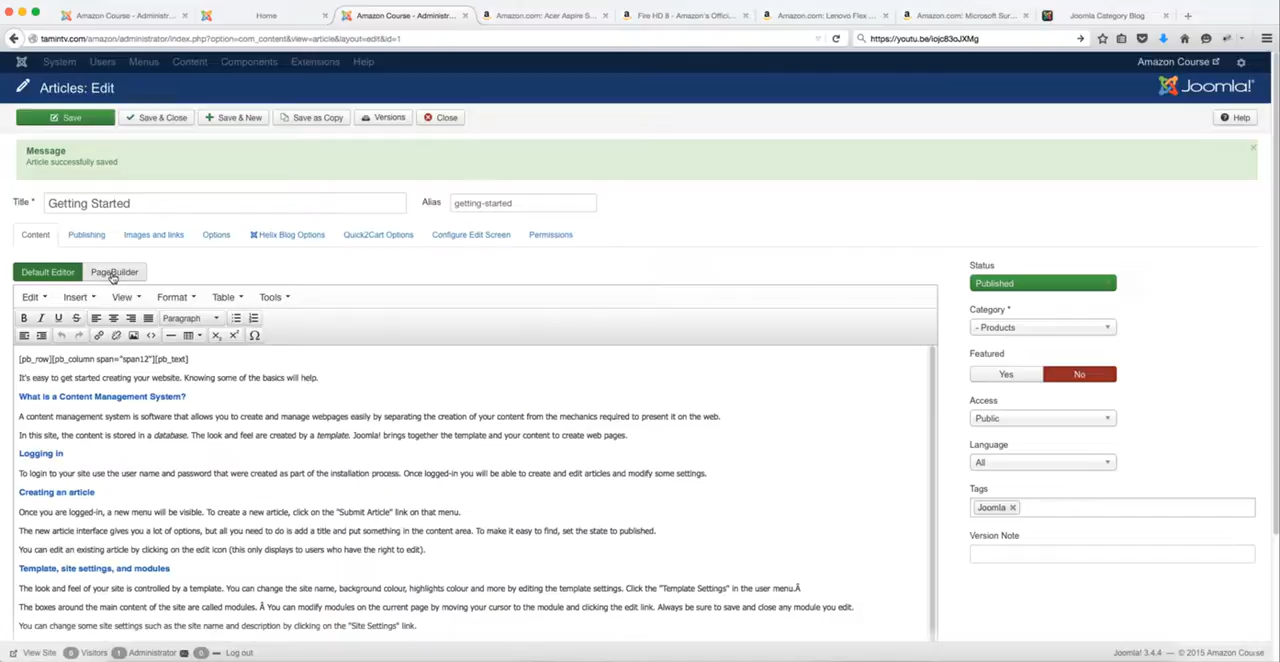 Amazon Course - Administr...
Home
Amazon Course - Administr...
Amazon.com: Acer Aspire S...
Fire HD 8 - Amazon's Offici...
Amazon.com: Lenovo Flex ...
Amazon.com: Microsoft Sur...
Joomla Category Blog
tamintv.com/amazon/administrator/index.php?option=com_content&view=article&layout=edit&id=1
https://youtu.be/iojc83oJXMg
System Users Menus Content Components Extensions Help
Amazon Course
Articles: Edit
Joomla!
Save
Save & Close
Save & New
Save as Copy
Versions
Close
Help
Message
Article successfully saved
Title * Getting Started
Alias getting-started
Content Publishing Images and links Options Helix Blog Options Quick2Cart Options Configure Edit Screen Permissions
Default Editor PageBuilder
Edit Insert View Format Table Tools
Paragraph
[pb_row][pb_column span="span12"][pb_text]
It's easy to get started creating your website. Knowing some of the basics will help.
What is a Content Management System?
A content management system is software that allows you to create and manage webpages easily by separating the creation of your content from the mechanics required to present it on the web.
In this site, the content is stored in a database. The look and feel are created by a template. Joomla! brings together the template and your content to create web pages.
Logging in
To login to your site use the user name and password that were created as part of the installation process. Once logged-in you will be able to create and edit articles and modify some settings.
Creating an article
Once you are logged-in, a new menu will be visible. To create a new article, click on the "Submit Article" link on that menu.
The new article interface gives you a lot of options, but all you need to do is add a title and put something in the content area. To make it easy to find, set the state to published.
You can edit an existing article by clicking on the edit icon (this only displays to users who have the right to edit).
Template, site settings, and modules
The look and feel of your site is controlled by a template. You can change the site name, background colour, highlights colour and more by editing the template settings. Click the "Template Settings" in the user menu.Â
The boxes around the main content of the site are called modules. Â You can modify modules on the current page by moving your cursor to the module and clicking the edit link. Always be sure to save and close any module you edit.
You can change some site settings such as the site name and description by clicking on the "Site Settings" link.
Status
Published
Category *
- Products
Featured
Yes No
Access
Public
Language
All
Tags
Joomla
Version Note
View Site 0 Visitors 1 Administrator 0 Log out
Joomla! 3.4.4 — © 2015 Amazon Course